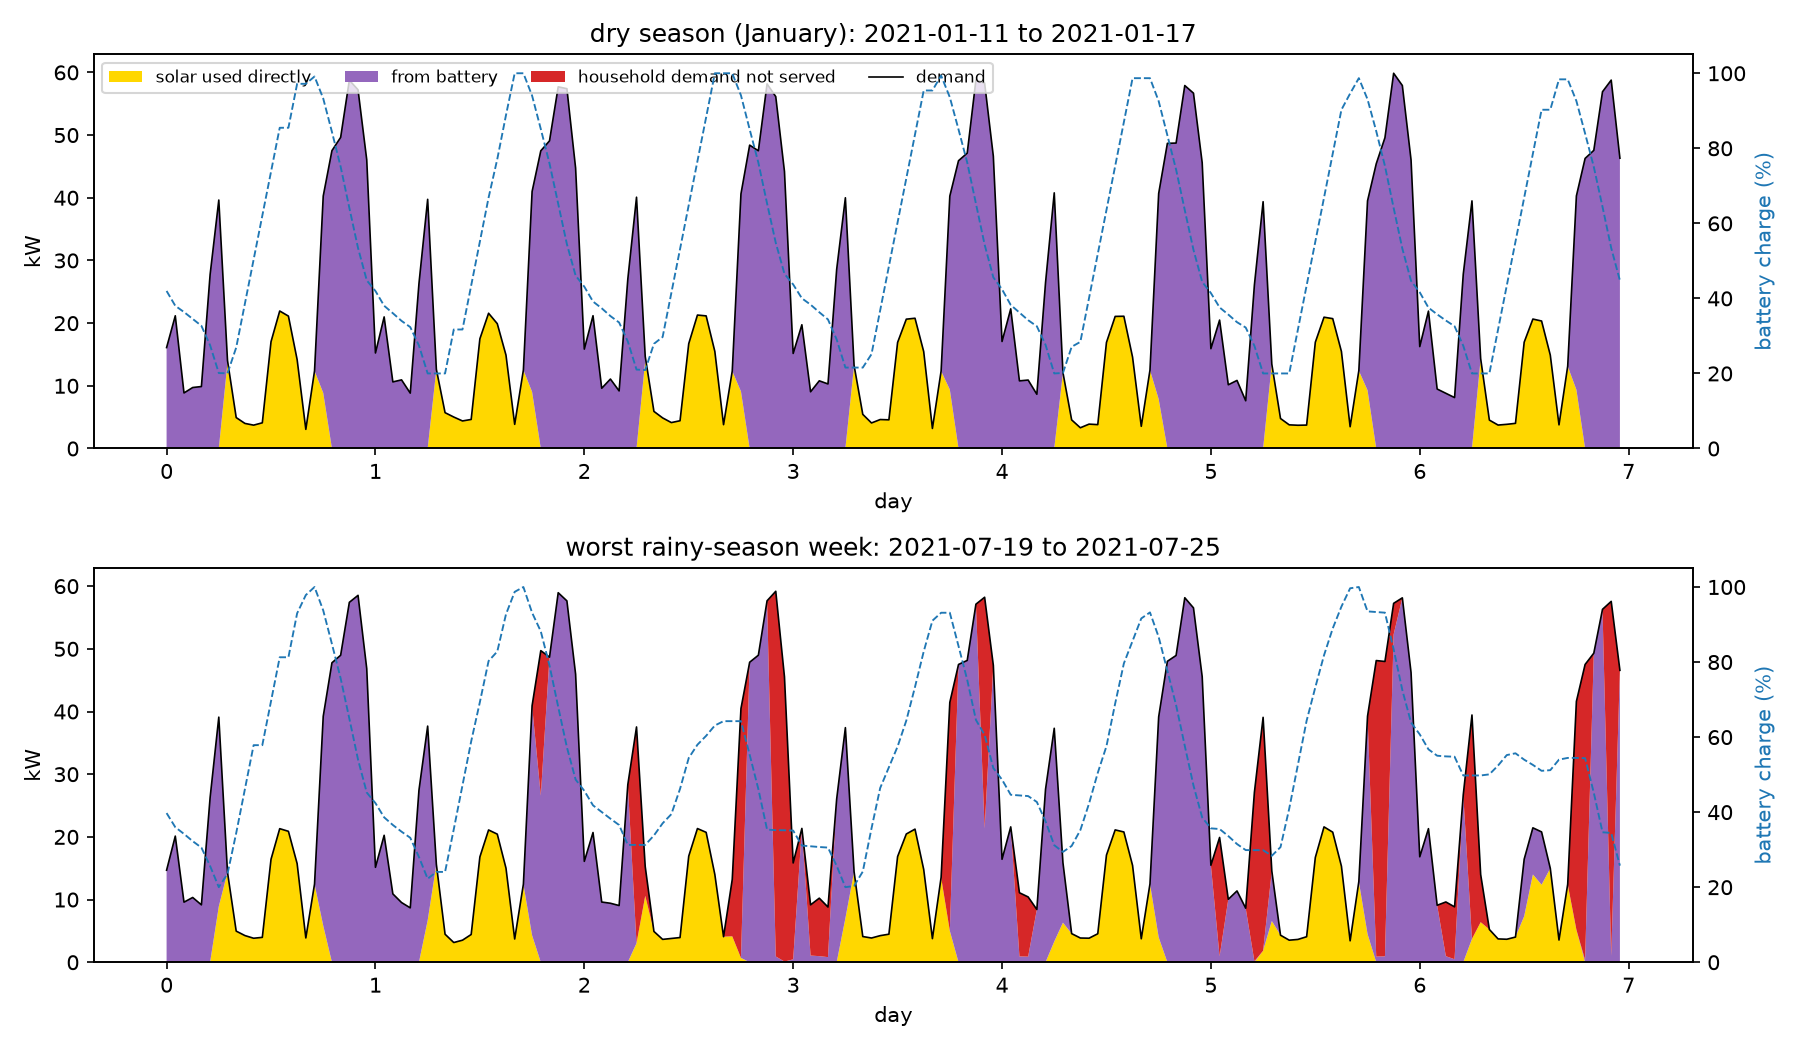 dry season (January): 2021-01-11 to 2021-01-17
solar used directly from battery household demand not served demand
60
50
40
30
20
10
0
kW
100
80
60
40
20
0
battery charge (%)
0 1 2 3 4 5 6 7
day
worst rainy-season week: 2021-07-19 to 2021-07-25
60
50
40
30
20
10
0
kW
100
80
60
40
20
0
battery charge (%)
0 1 2 3 4 5 6 7
day